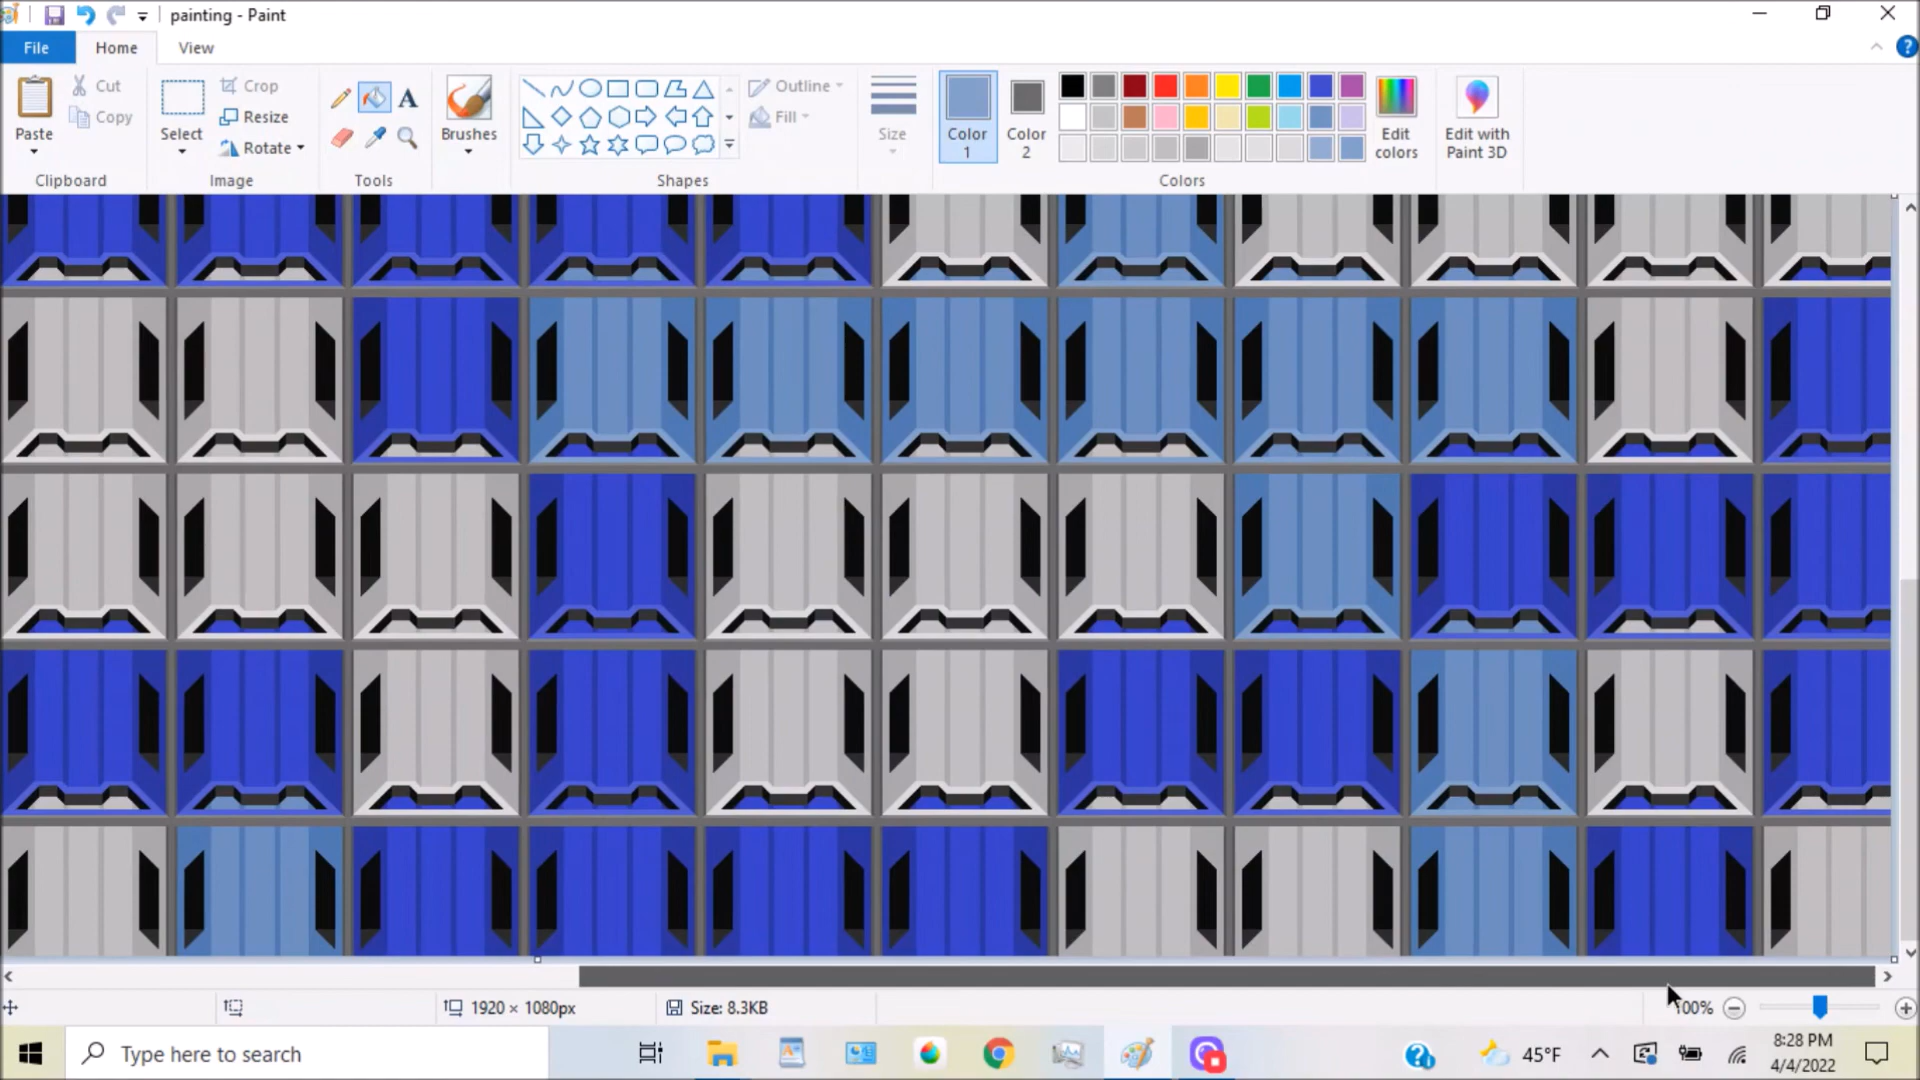 painting - Paint
File
Home
View
Paste
Cut
Copy
Clipboard
Select
Crop
Resize
Rotate
Image
A
Tools
Brushes
Shapes
Outline
Fill
Size
Color 1
Color 2
Edit colors
Colors
Edit with Paint 3D
1920 × 1080px
Size: 8.3KB
100%
Type here to search
45°F
8:28 PM
4/4/2022